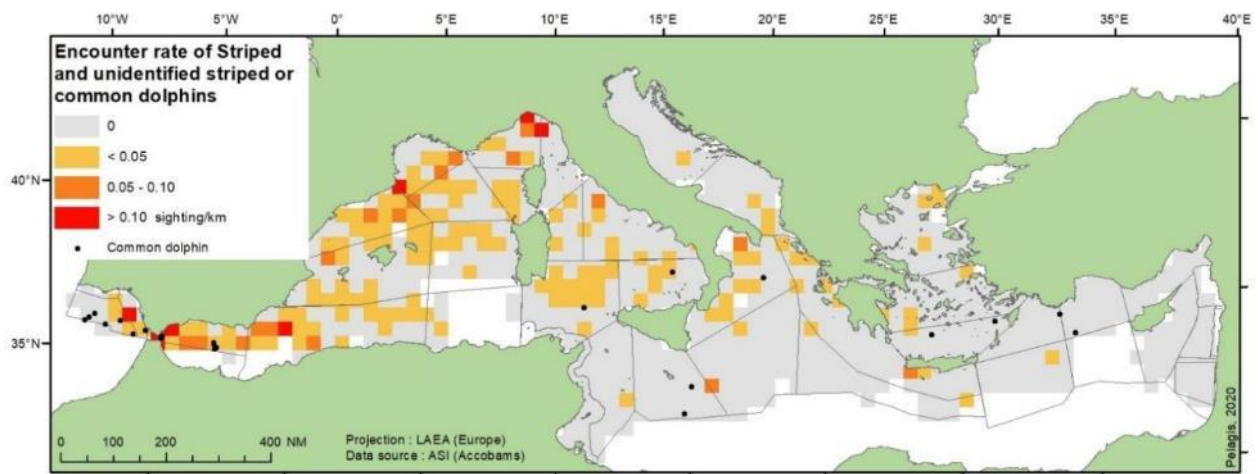 10°W 5°W 0° 5°E 10°E 15°E 20°E 25°E 30°E 35°E 40°E
Encounter rate of Striped
and unidentified striped or
common dolphins
0
< 0.05
0.05 - 0.10
> 0.10 sighting/km
Common dolphin
40°N
35°N
0 100 200 400 NM
Projection : LAEA (Europe)
Data source : ASI (Accobams)
Pelagis, 2020